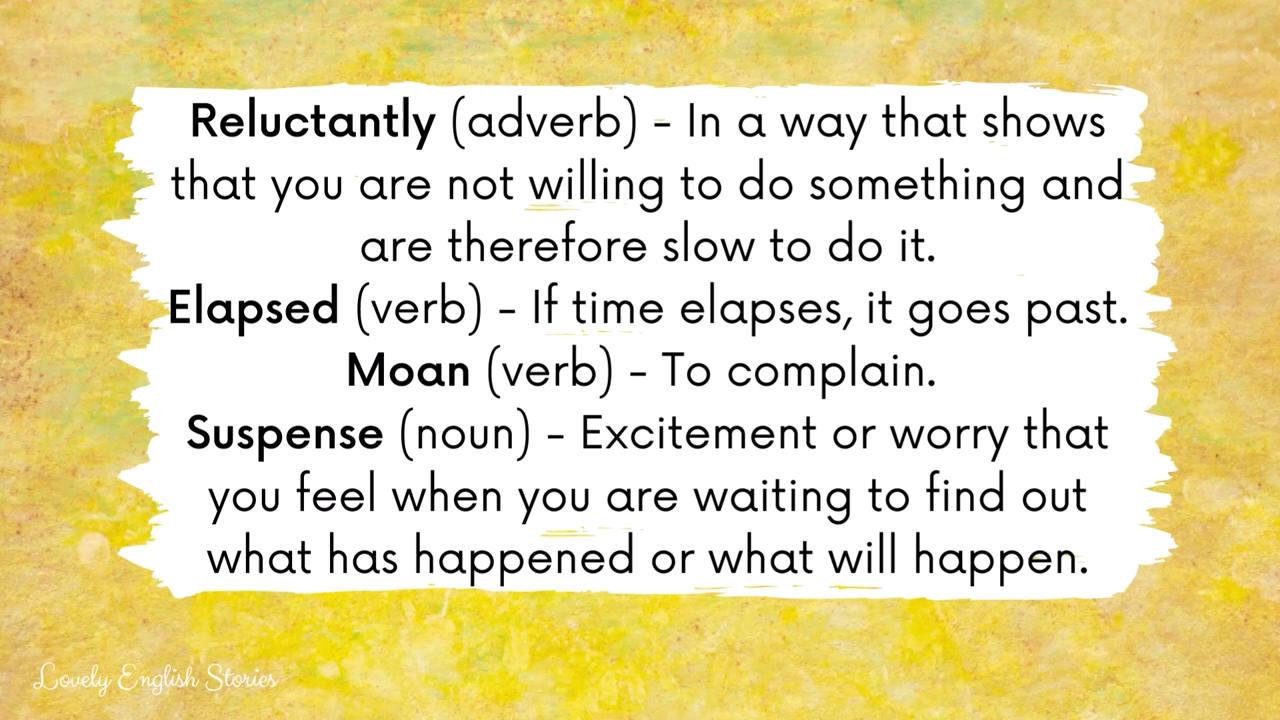 Reluctantly (adverb) - In a way that shows
that you are not willing to do something and
are therefore slow to do it.
Elapsed (verb) - If time elapses, it goes past.
Moan (verb) - To complain.
Suspense (noun) - Excitement or worry that
you feel when you are waiting to find out
what has happened or what will happen.
Lovely English Stories